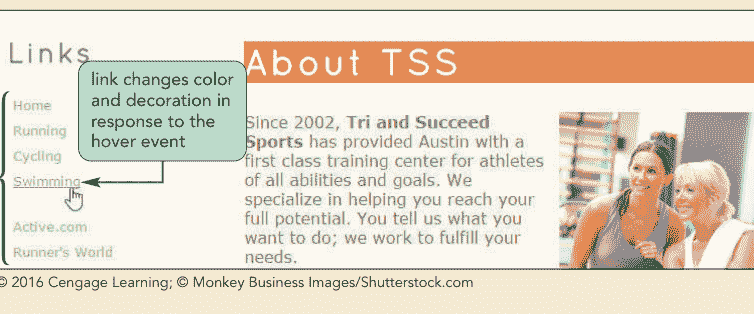 Links
About TSS
link changes color
and decoration in
response to the
hover event
Home
Running
Cycling
Swimming
Active.com
Runner's World
Since 2002, Tri and Succeed
Sports has provided Austin with a
first class training center for athletes
of all abilities and goals. We
specialize in helping you reach your
full potential. You tell us what you
want to do; we work to fulfill your
needs.
© 2016 Cengage Learning; © Monkey Business Images/Shutterstock.com